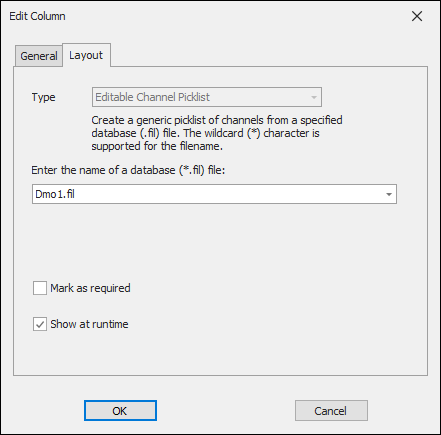 Edit Column
General Layout
Type Editable Channel Picklist
Create a generic picklist of channels from a specified
database (.fil) file. The wildcard (*) character is
supported for the filename.
Enter the name of a database (*.fil) file:
Dmo1.fil
Mark as required
Show at runtime
OK Cancel